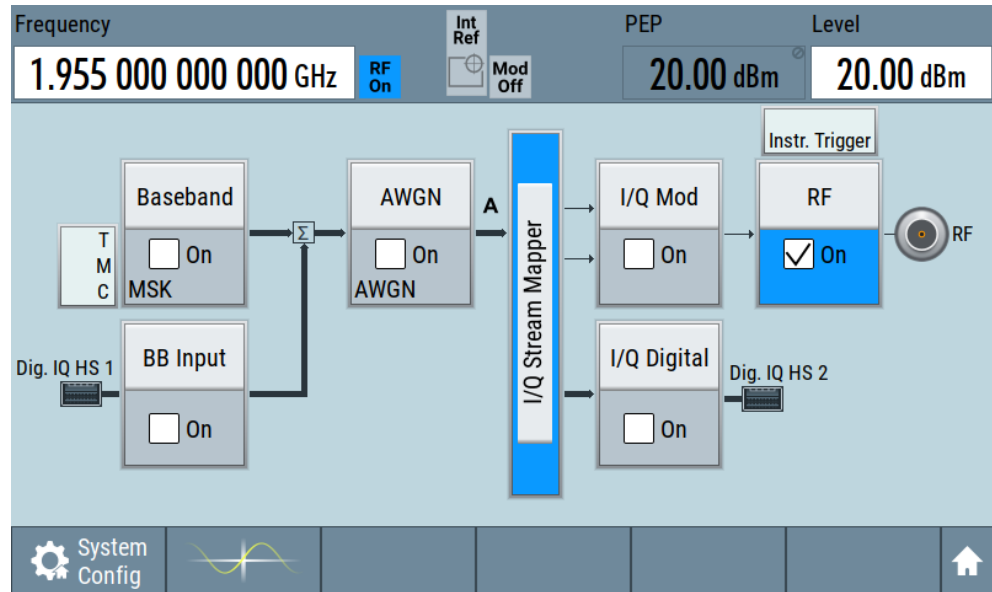 Frequency
Int
Ref
PEP
Level
1.955 000 000 000 GHz
RF
On
Mod
Off
20.00 dBm
20.00 dBm
Instr. Trigger
Baseband
AWGN
I/Q Mod
RF
A
T
M
C
On
MSK
Σ
On
AWGN
I/Q Stream Mapper
On
On
RF
Dig. IQ HS 1
BB Input
On
I/Q Digital
On
Dig. IQ HS 2
System
Config